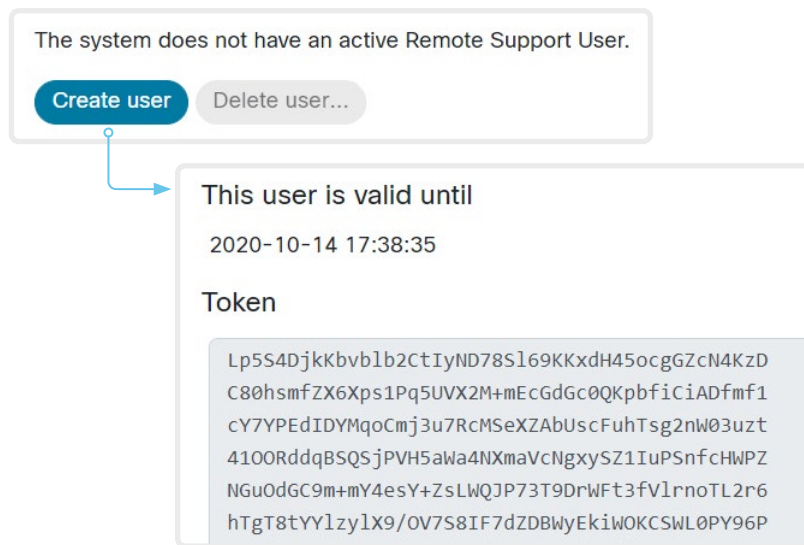 The system does not have an active Remote Support User.
Create user Delete user...
This user is valid until
2020-10-14 17:38:35
Token
Lp5S4DjkKbvblb2CtIyND78Sl69KKxdH45ocgGZcN4KzD
C80hsmfZX6Xps1Pq5UVX2M+mEcGdGc0QKpbfiCiADfmf1
cY7YPEdIDYMqoCmj3u7RcMSeXZAbUscFuhTsg2nW03uzt
41OORddqBSQSjPVH5aWa4NXmaVcNgxySZ1IuPSnfcHWPZ
NGuOdGC9m+mY4esY+ZsLWQJP73T9DrWFt3fVlrnoTL2r6
hTgT8tYYlzylX9/OV7S8IF7dZDBWyEkiWOKCSWL0PY96P